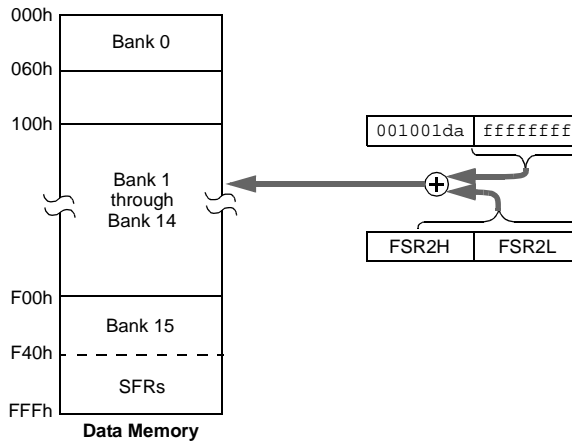 000h
Bank 0
060h
100h
001001da ffffffff
Bank 1
through
Bank 14
FSR2H FSR2L
F00h
Bank 15
F40h
SFRs
FFFh
Data Memory